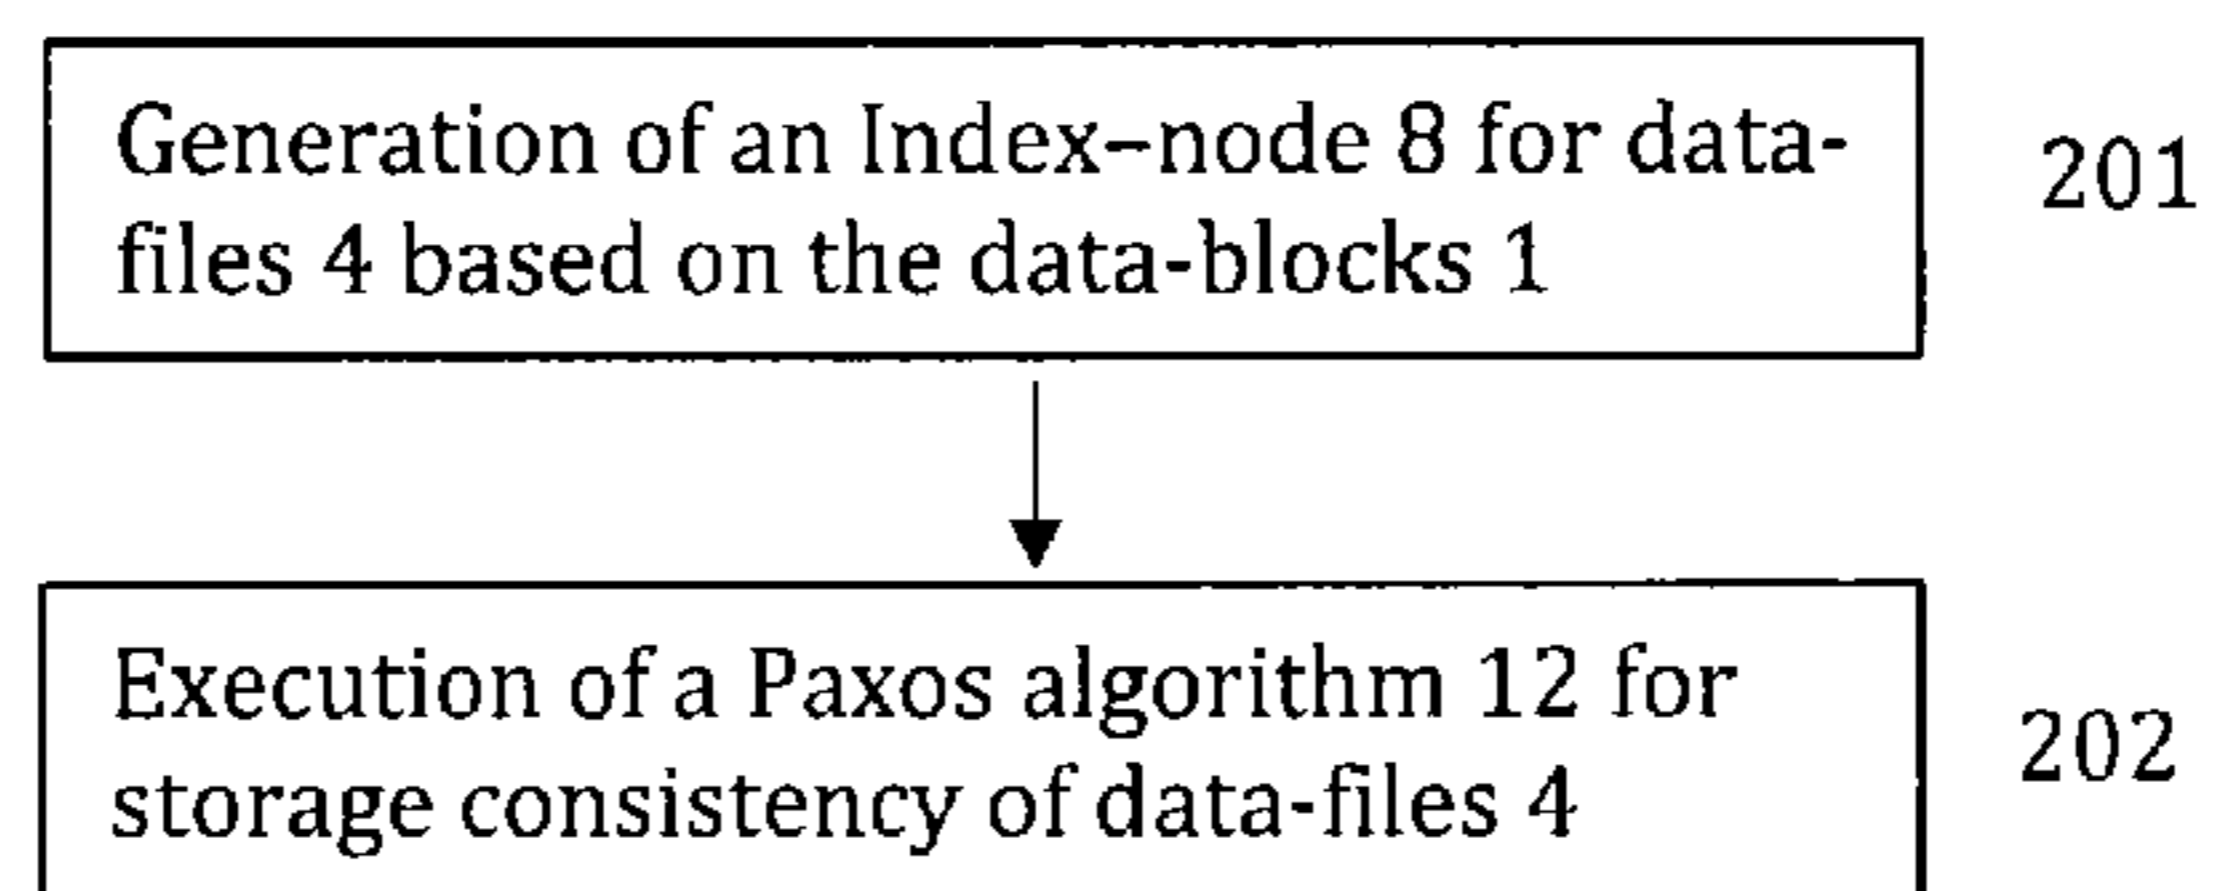 Generation of an Index–node 8 for data-
files 4 based on the data-blocks 1
201
Execution of a Paxos algorithm 12 for
storage consistency of data-files 4
202